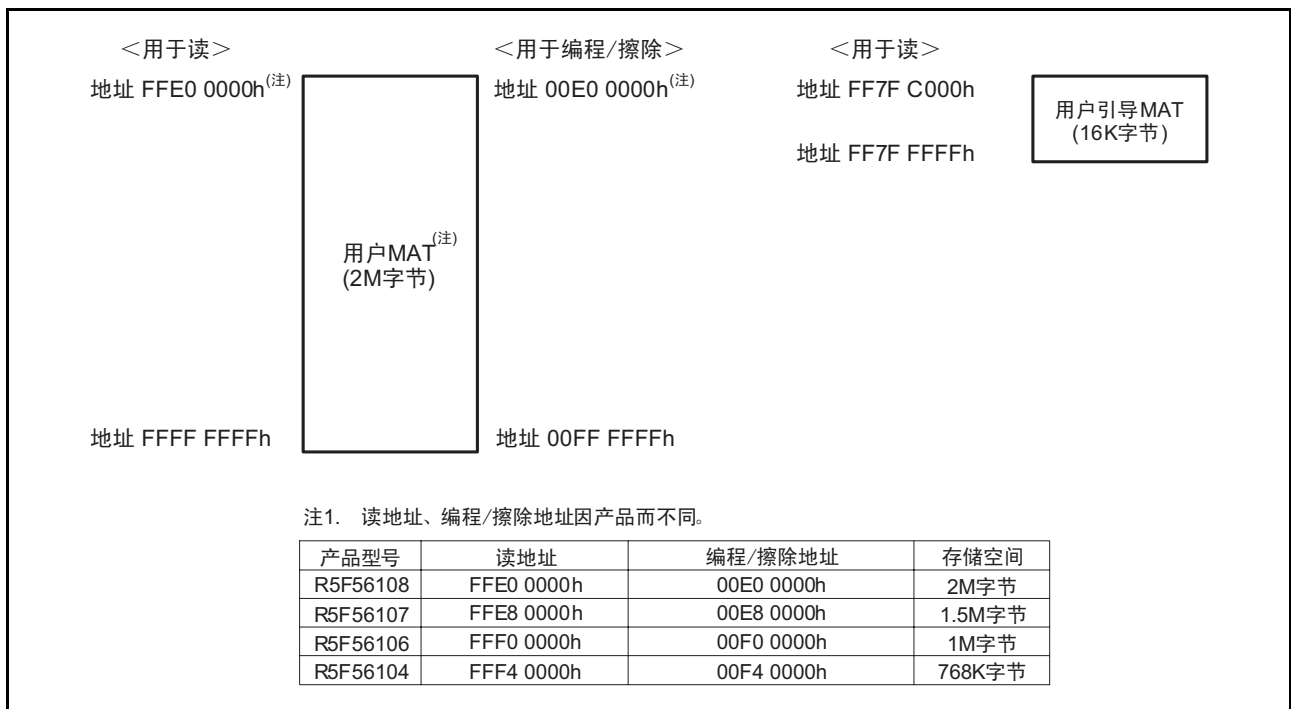 ＜用于读＞ ＜用于编程/擦除＞ ＜用于读＞
地址 FFE0 0000h(注) 地址 00E0 0000h(注) 地址 FF7F C000h
用户引导MAT
(16K字节)
地址 FF7F FFFFh
用户MAT(注)
(2M字节)
地址 FFFF FFFFh 地址 00FF FFFFh
注1. 读地址、编程/擦除地址因产品而不同。
产品型号 读地址 编程/擦除地址 存储空间
R5F56108 FFE0 0000h 00E0 0000h 2M字节
R5F56107 FFE8 0000h 00E8 0000h 1.5M字节
R5F56106 FFF0 0000h 00F0 0000h 1M字节
R5F56104 FFF4 0000h 00F4 0000h 768K字节